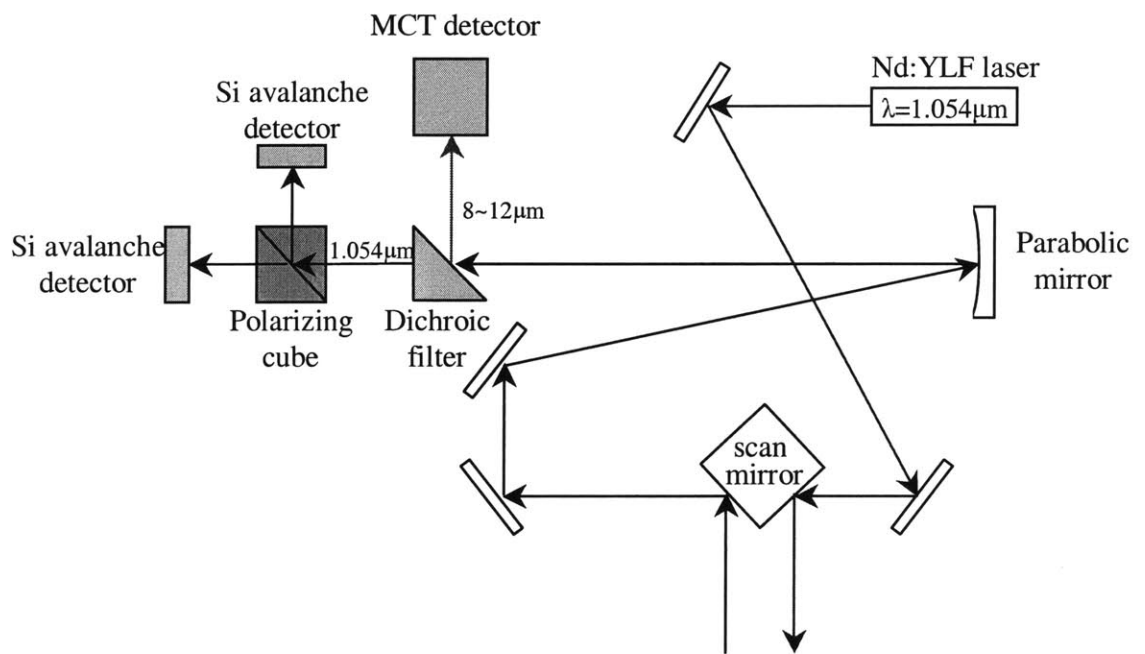 MCT detector
Nd:YLF laser
λ=1.054μm
Si avalanche
detector
8~12μm
1.054μm
Si avalanche
detector
Parabolic
mirror
Polarizing
cube
Dichroic
filter
scan
mirror